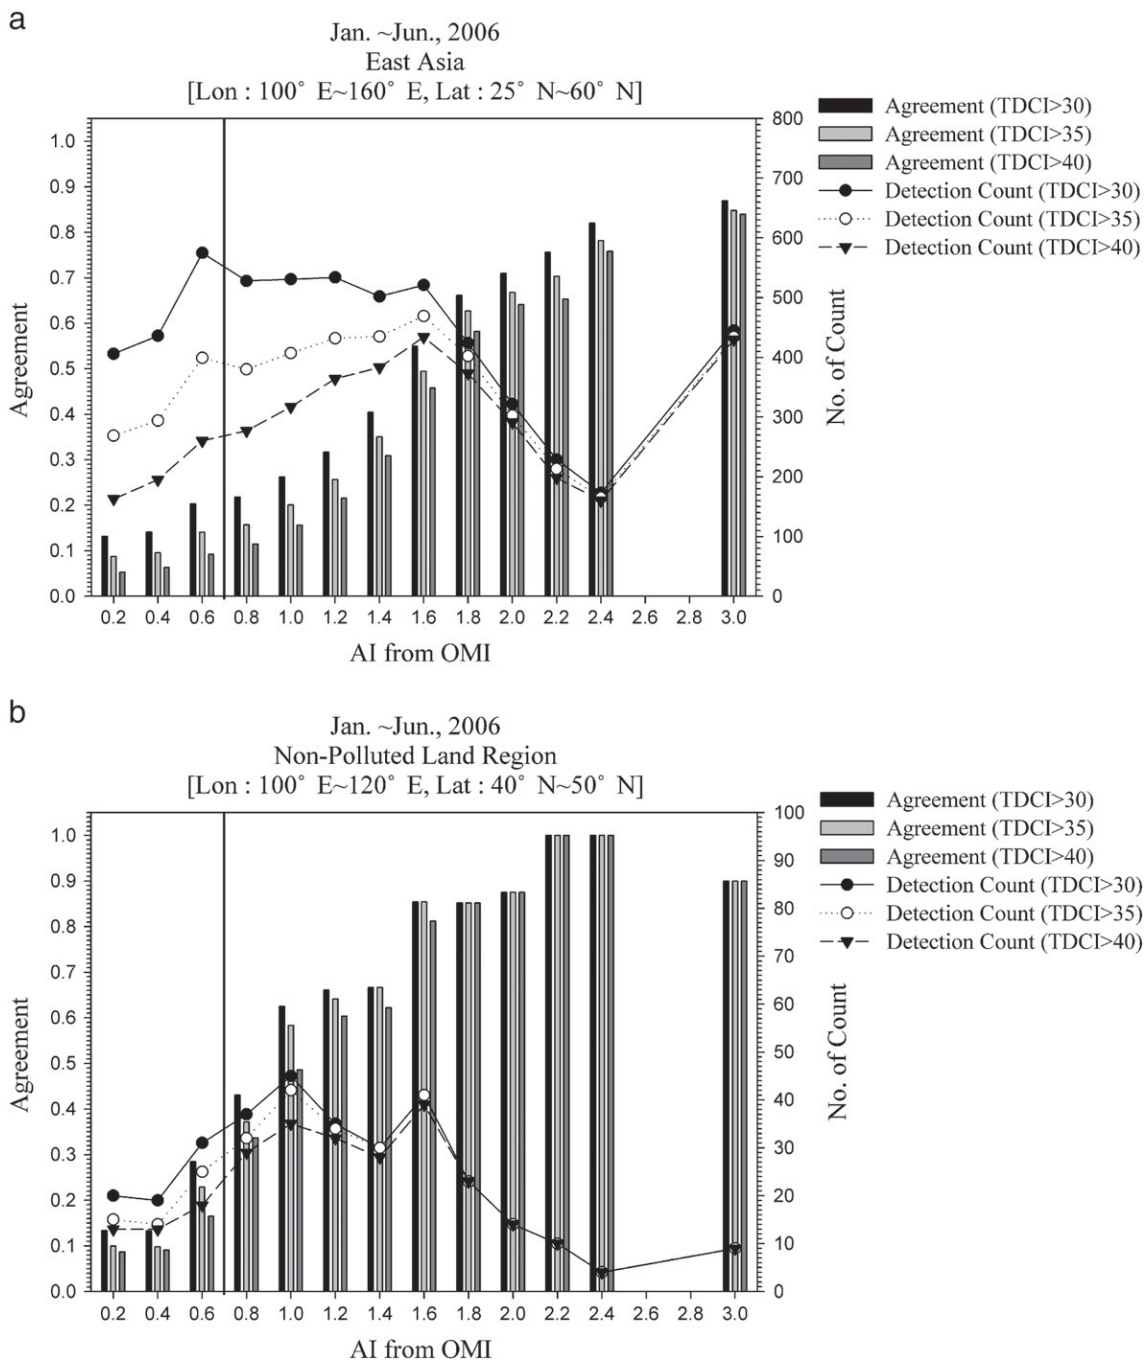 a
Jan. ~Jun., 2006
East Asia
[Lon : 100° E~160° E, Lat : 25° N~60° N]
Agreement (TDCI>30)
Agreement (TDCI>35)
Agreement (TDCI>40)
Detection Count (TDCI>30)
Detection Count (TDCI>35)
Detection Count (TDCI>40)
1.0
0.9
0.8
0.7
0.6
0.5
0.4
0.3
0.2
0.1
0.0
Agreement
800
700
600
500
400
300
200
100
0
No. of Count
0.2 0.4 0.6 0.8 1.0 1.2 1.4 1.6 1.8 2.0 2.2 2.4 2.6 2.8 3.0
AI from OMI
b
Jan. ~Jun., 2006
Non-Polluted Land Region
[Lon : 100° E~120° E, Lat : 40° N~50° N]
Agreement (TDCI>30)
Agreement (TDCI>35)
Agreement (TDCI>40)
Detection Count (TDCI>30)
Detection Count (TDCI>35)
Detection Count (TDCI>40)
1.0
0.9
0.8
0.7
0.6
0.5
0.4
0.3
0.2
0.1
0.0
Agreement
100
90
80
70
60
50
40
30
20
10
0
No. of Count
0.2 0.4 0.6 0.8 1.0 1.2 1.4 1.6 1.8 2.0 2.2 2.4 2.6 2.8 3.0
AI from OMI